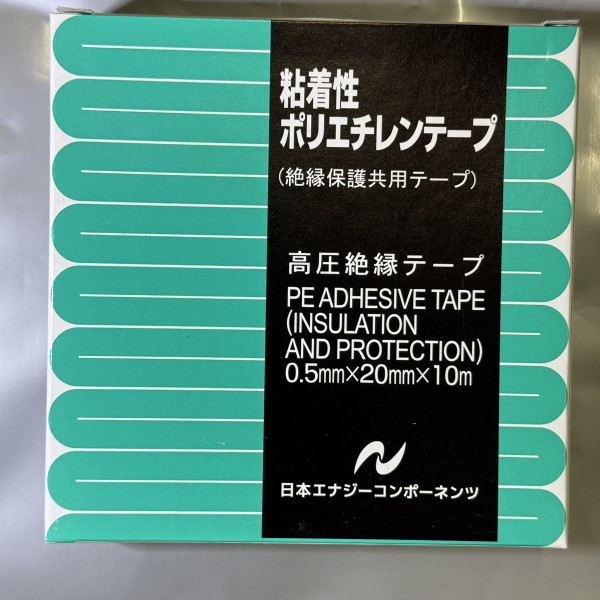 粘着性
ポリエチレンテープ
(絶縁保護共用テープ)
高圧絶縁テープ
PE ADHESIVE TAPE
(INSULATION
AND PROTECTION)
0.5mm×20mm×10m
日本エナジーコンポーネンツ